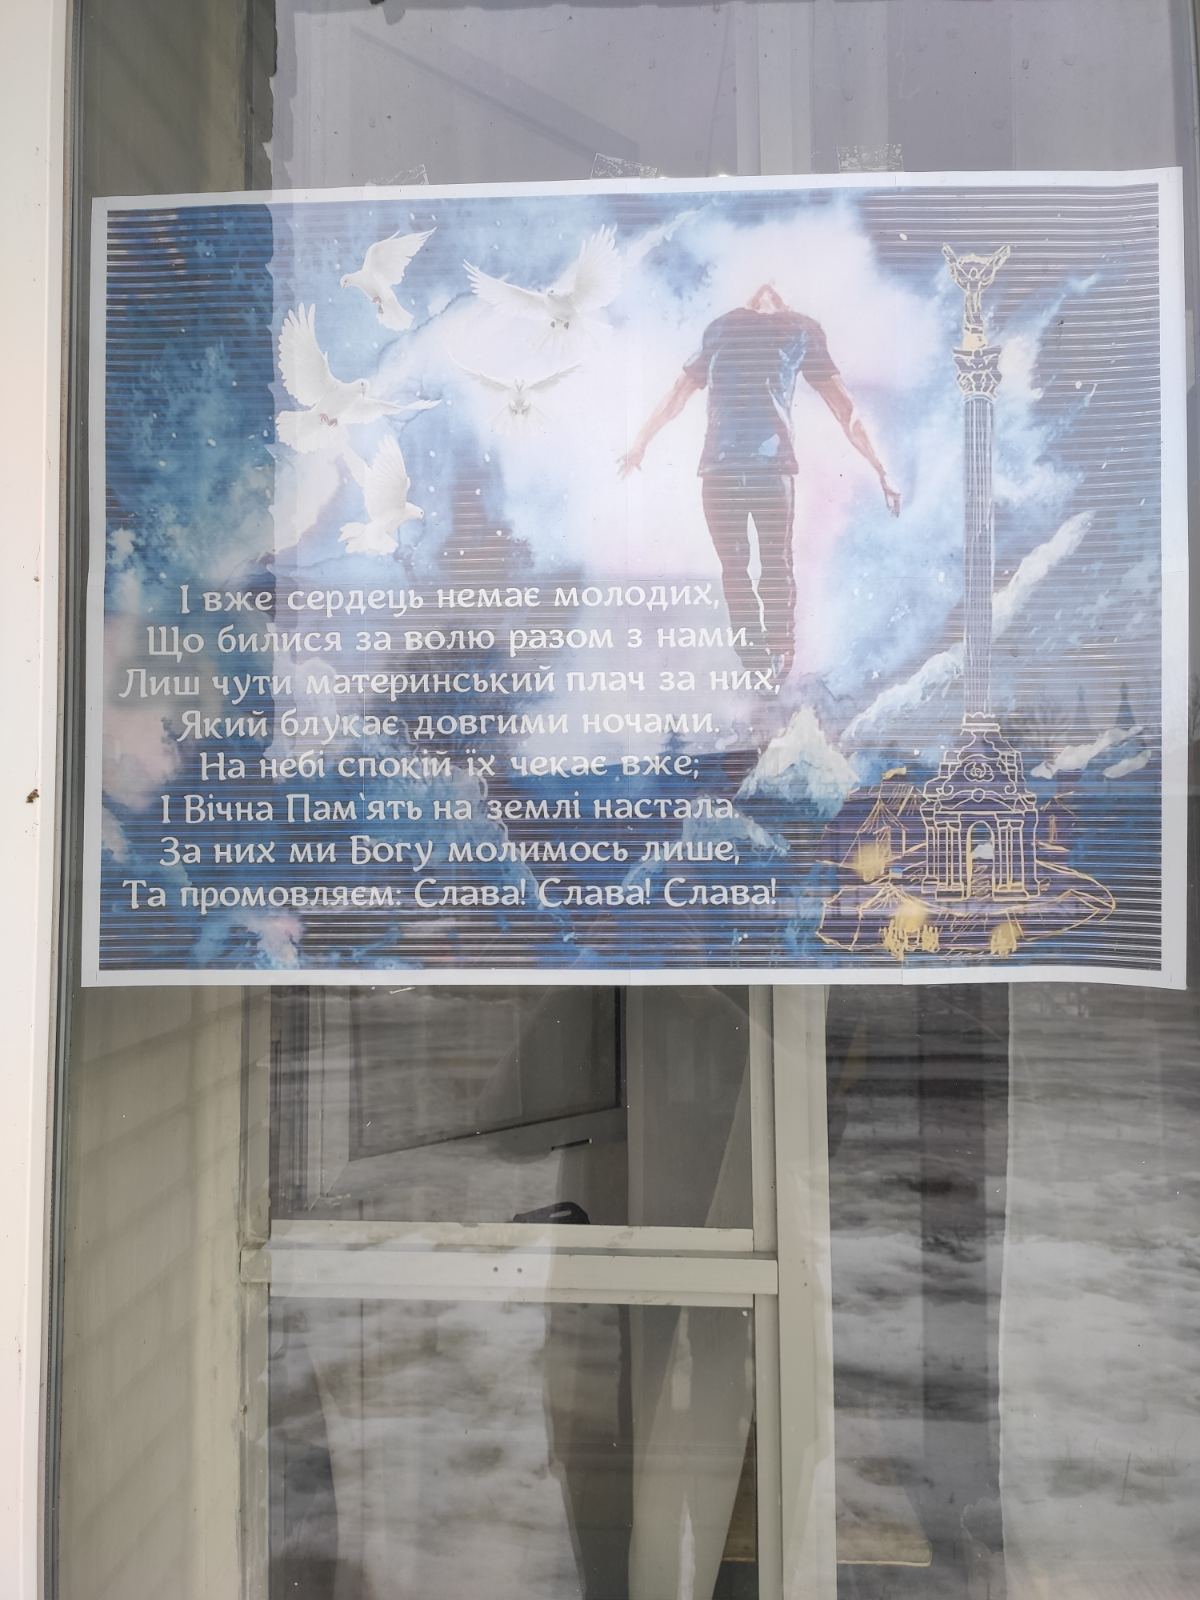 І вже сердець немає молодих,
Що билися за волю разом з нами.
Лиш чути материнський плач за них,
Який блукає довгими ночами.
На небі спокій їх чекає вже;
І Вічна Пам`ять на землі настала.
За них ми Богу молимось лише,
Та промовляєм: Слава! Слава! Слава!